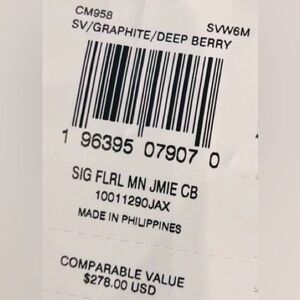 CM958 SVW6M
SV/GRAPHITE/DEEP BERRY
1 96395 07907 0
SIG FLRL MN JMIE CB
10011290JAX
MADE IN PHILIPPINES
COMPARABLE VALUE
$278.00 USD